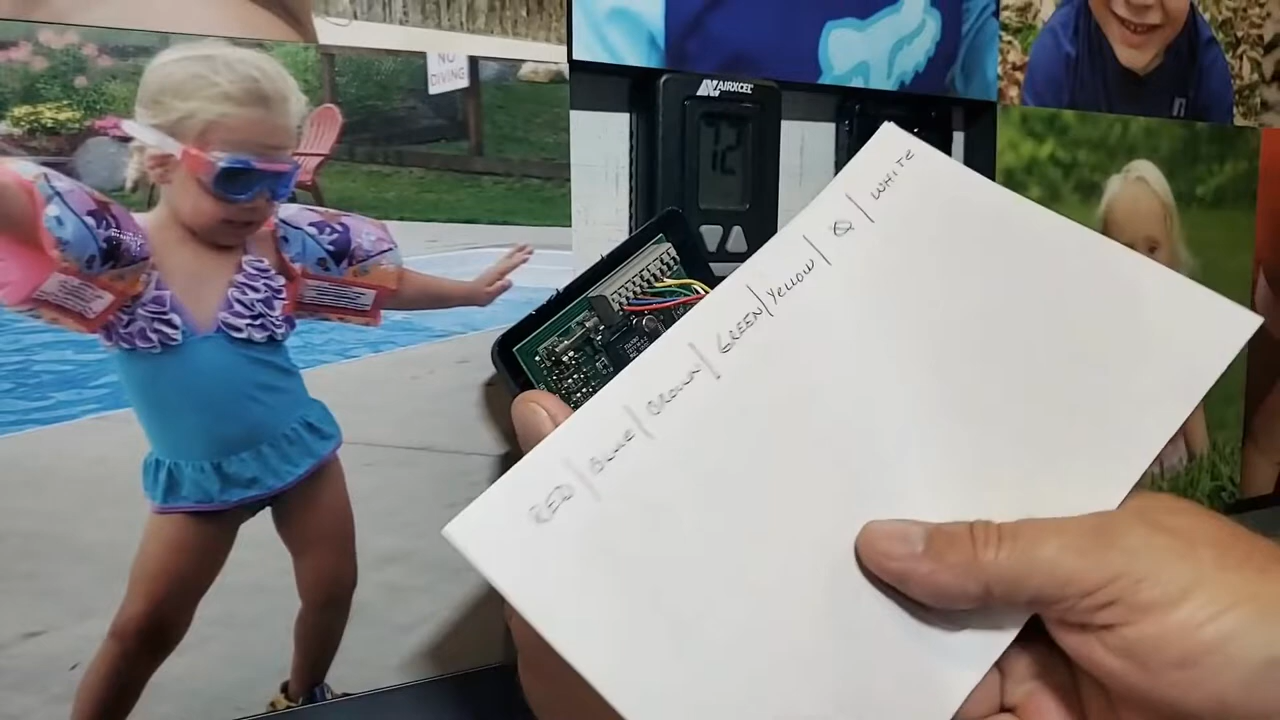 NO
DIVING
AIRXCEL
72
RED / Blue / Brown / GREEN / Yellow / O / WHITE